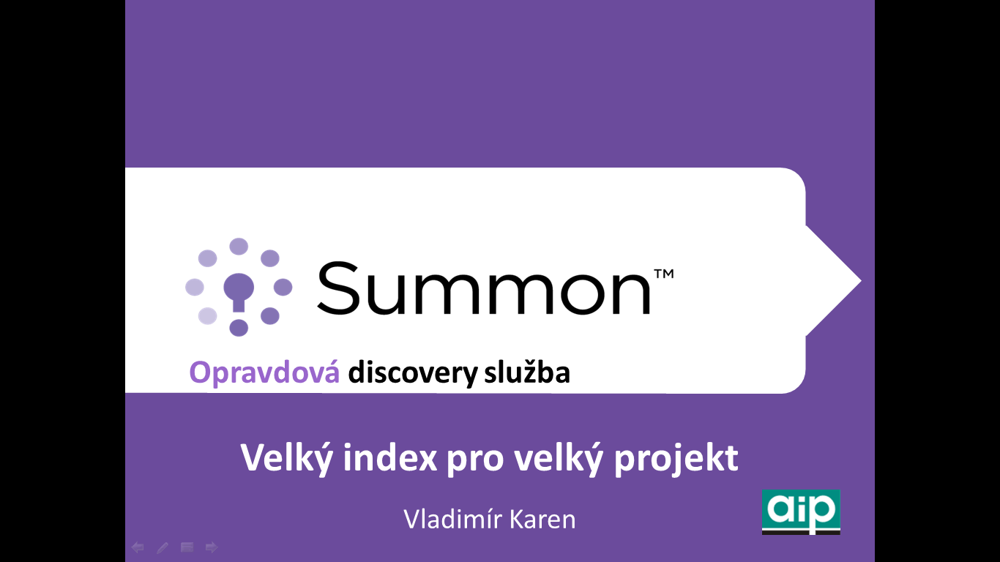 Summon™
Opravdová discovery služba
Velký index pro velký projekt
Vladimír Karen
aip